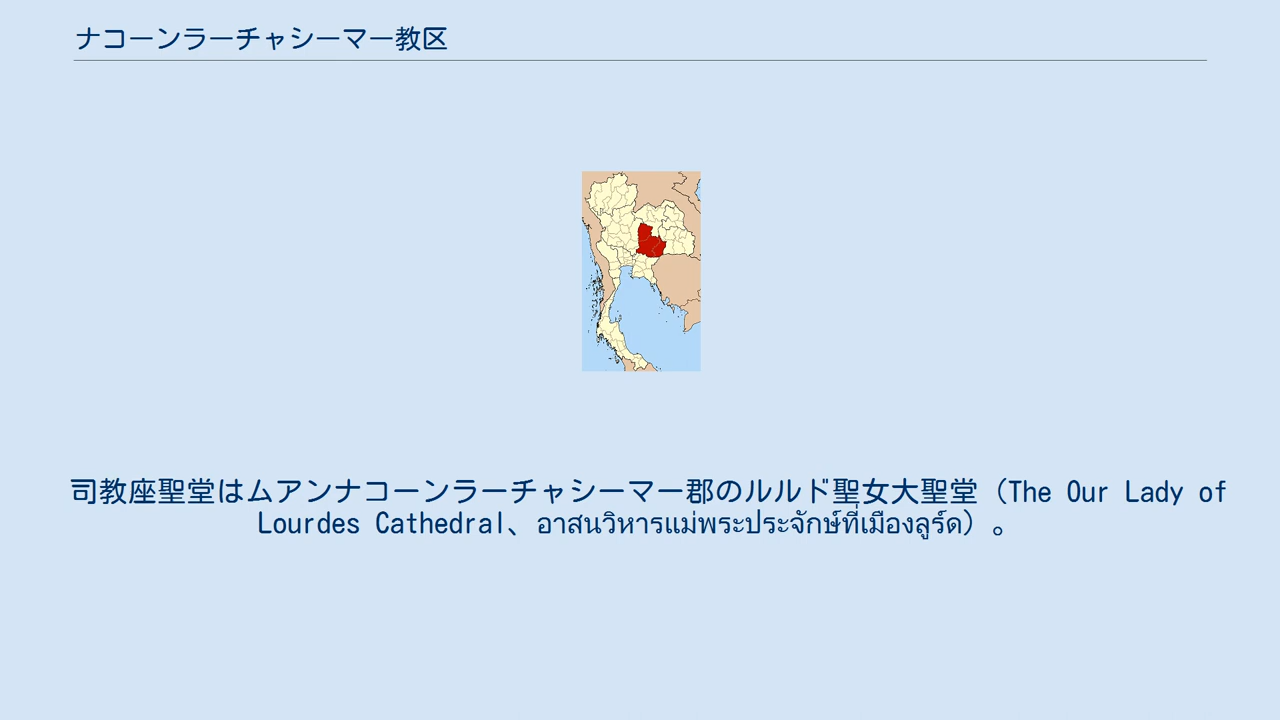 ナコーンラーチャシーマー教区
司教座聖堂はムアンナコーンラーチャシーマー郡のルルド聖女大聖堂（The Our Lady of
Lourdes Cathedral、อาสนวิหารแม่พระประจักษ์ที่เมืองลูร์ด）。